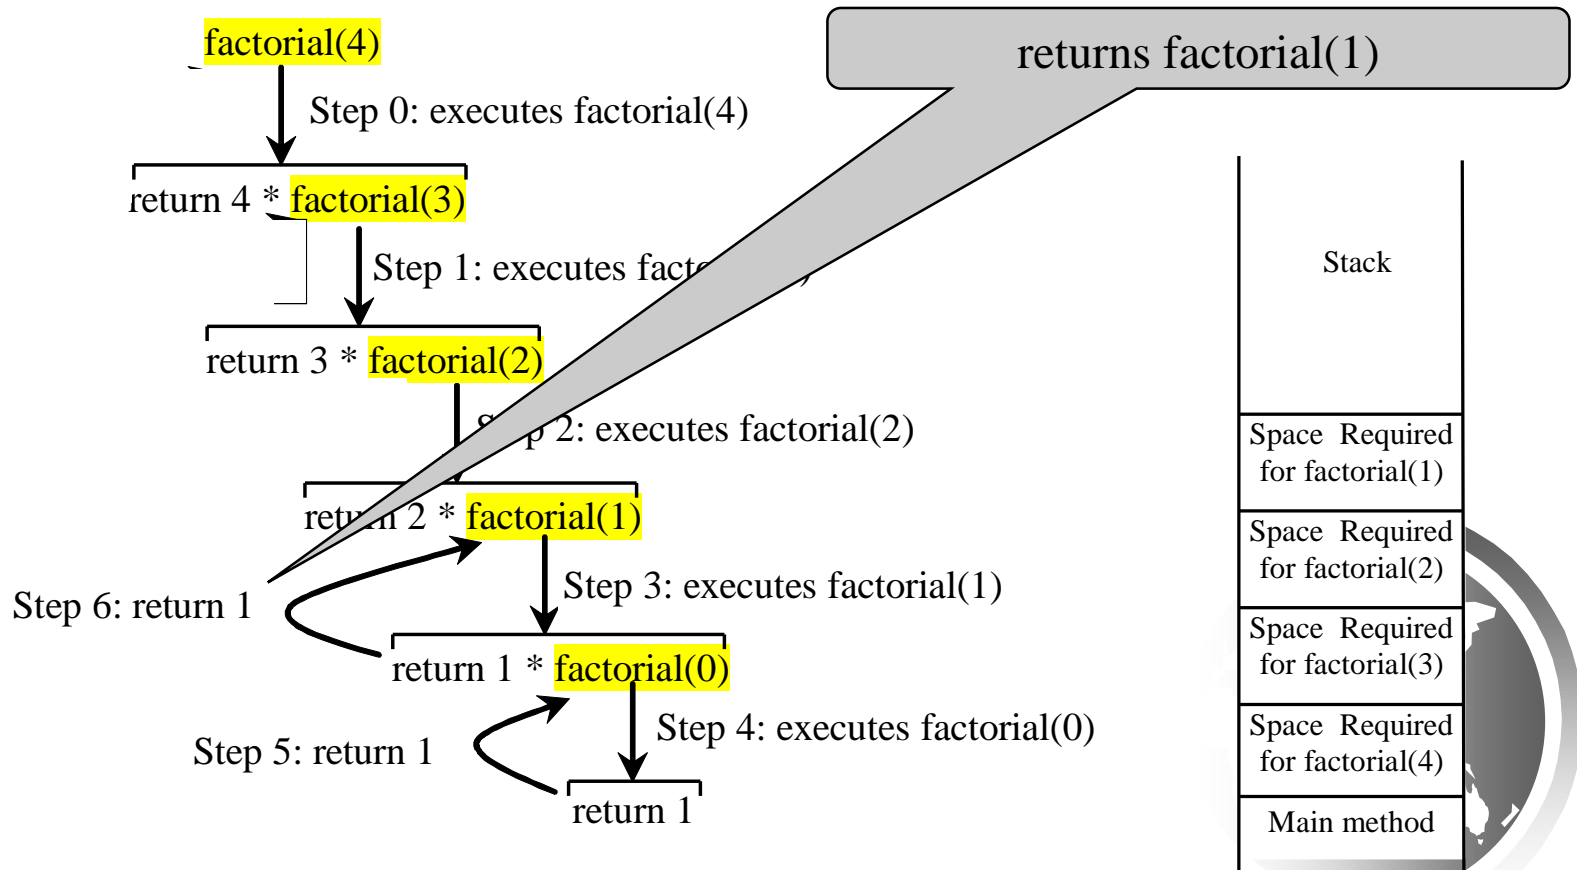 factorial(4)
returns factorial(1)
Step 0: executes factorial(4)
return 4 * factorial(3)
Step 1: executes
return 3 * factorial(2)
2: executes factorial(2)
return 2 * factorial(1)
Step 3: executes factorial(1)
Step 6: return 1
return 1 * factorial(0)
Step 4: executes factorial(0)
Step 5: return 1
return 1
Stack
Space Required
for factorial(1)
Space Required
for factorial(2)
Space Required
for factorial(3)
Space Required
for factorial(4)
Main method